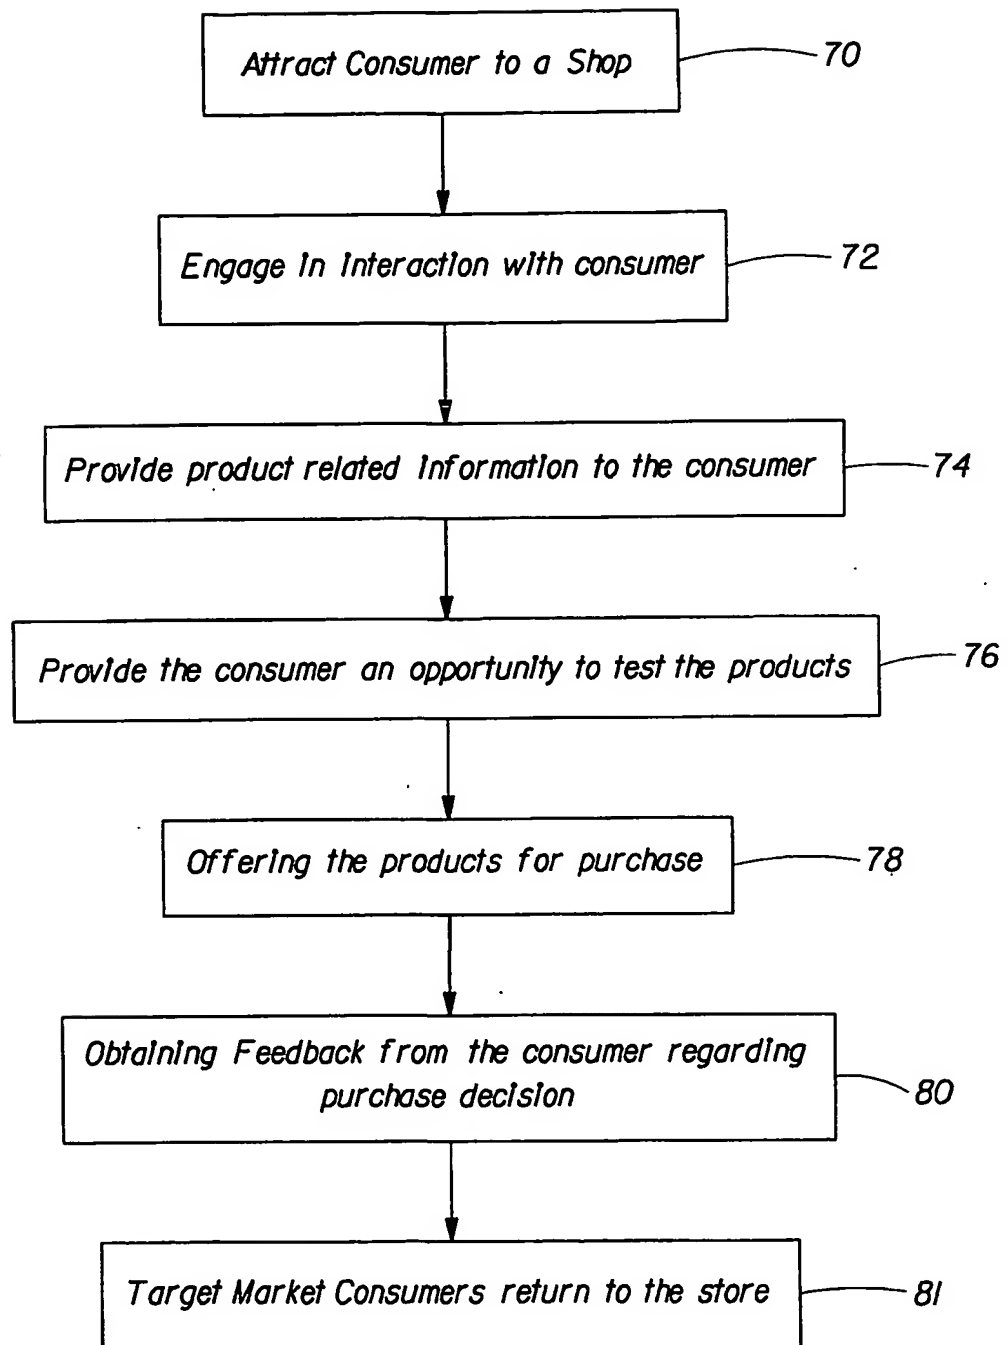 Attract Consumer to a Shop
70
Engage in interaction with consumer
72
Provide product related information to the consumer
74
Provide the consumer an opportunity to test the products
76
Offering the products for purchase
78
Obtaining Feedback from the consumer regarding
purchase decision
80
Target Market Consumers return to the store
81